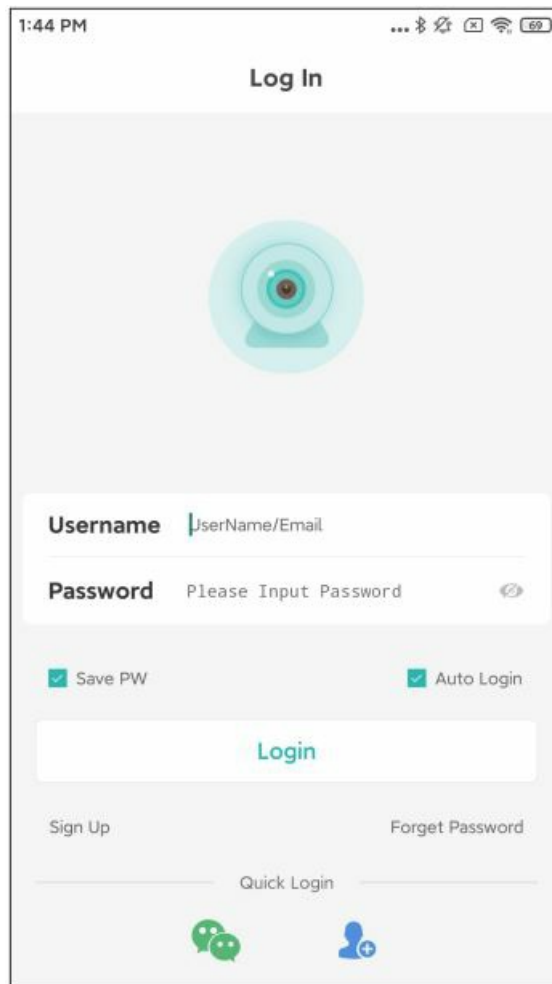 1:44 PM
69
Log In
Username UserName/Email
Password Please Input Password
Save PW Auto Login
Login
Sign Up Forget Password
Quick Login